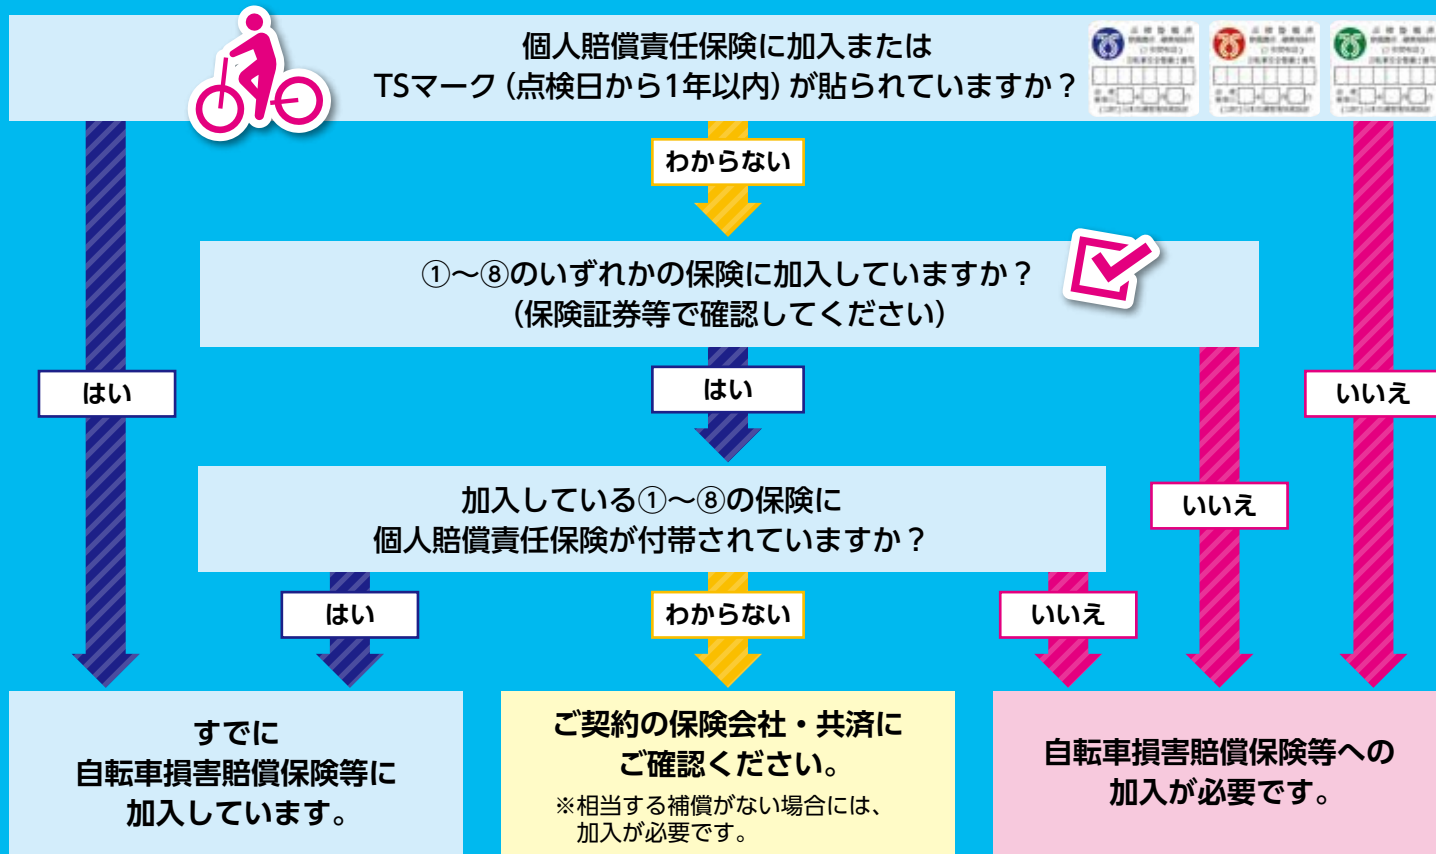 個人賠償責任保険に加入または
TSマーク（点検日から1年以内）が貼られていますか？
わからない
①～⑧のいずれかの保険に加入していますか？
（保険証券等で確認してください）
はい
はい
いいえ
いいえ
加入している①～⑧の保険に
個人賠償責任保険が付帯されていますか？
はい
わからない
いいえ
すでに
自転車損害賠償保険等に
加入しています。
ご契約の保険会社・共済に
ご確認ください。
※相当する補償がない場合には、
加入が必要です。
自転車損害賠償保険等への
加入が必要です。